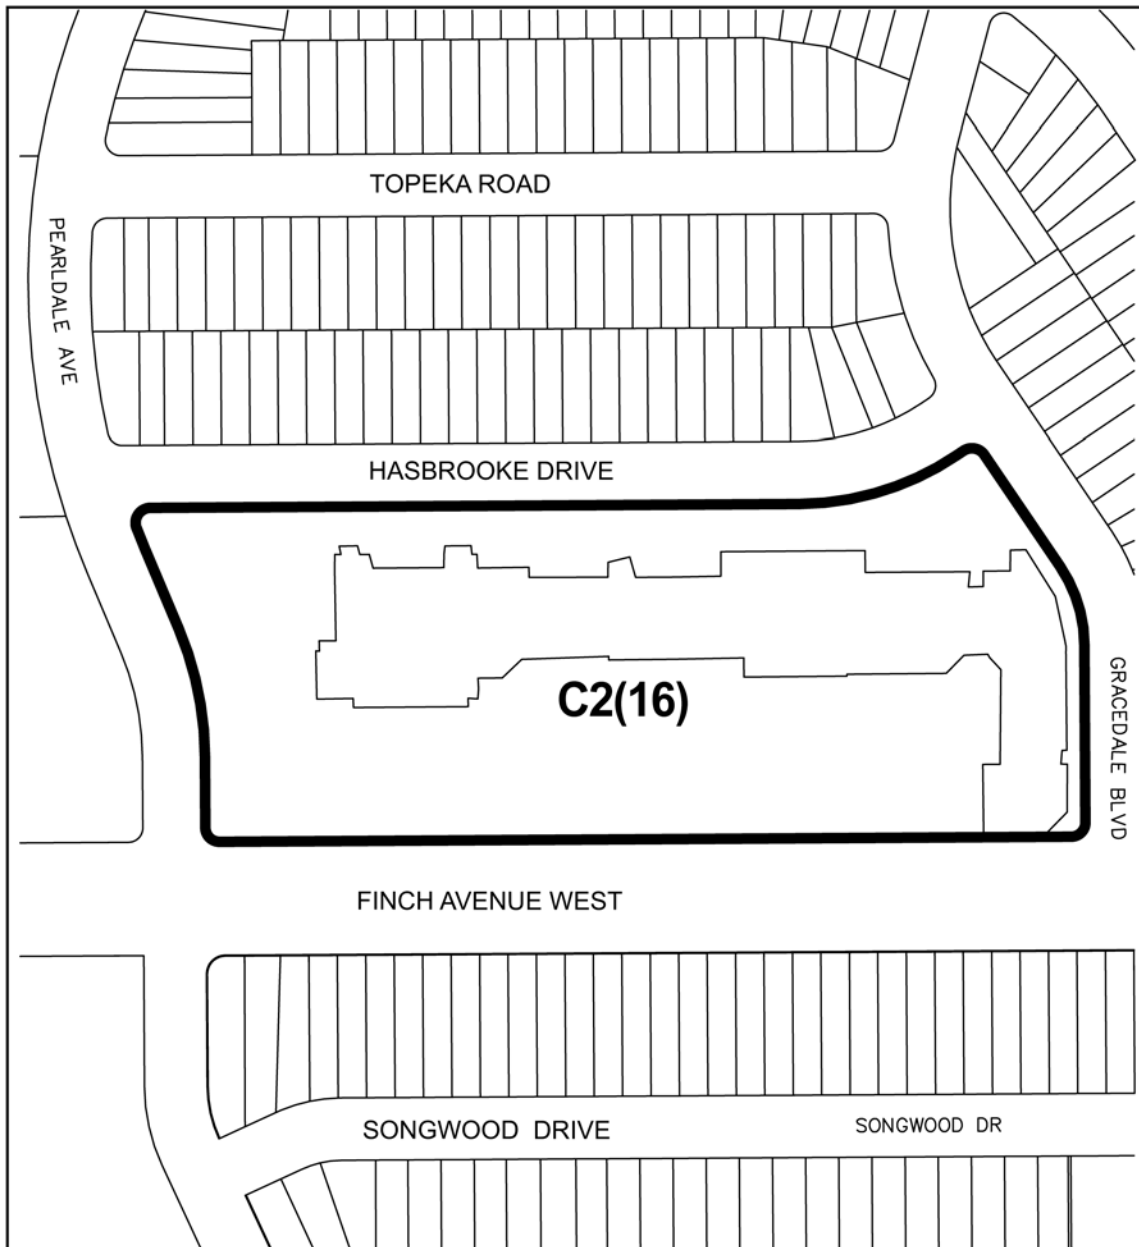 TOPEKA ROAD
PEARLDALE AVE
HASBROOKE DRIVE
C2(16)
GRACEDALE BLVD
FINCH AVENUE WEST
SONGWOOD DRIVE
SONGWOOD DR